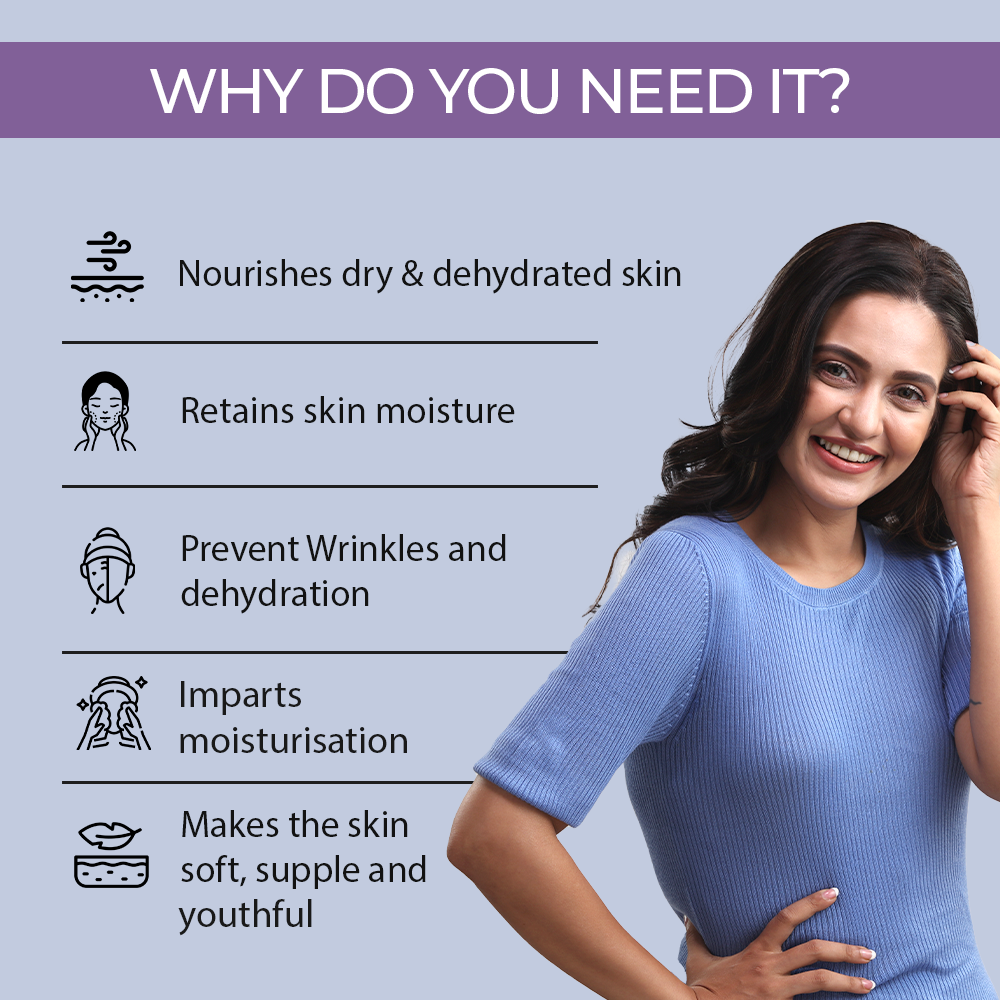 WHY DO YOU NEED IT?
Nourishes dry & dehydrated skin
Retains skin moisture
Prevent Wrinkles and
dehydration
Imparts
moisturisation
Makes the skin
soft, supple and
youthful